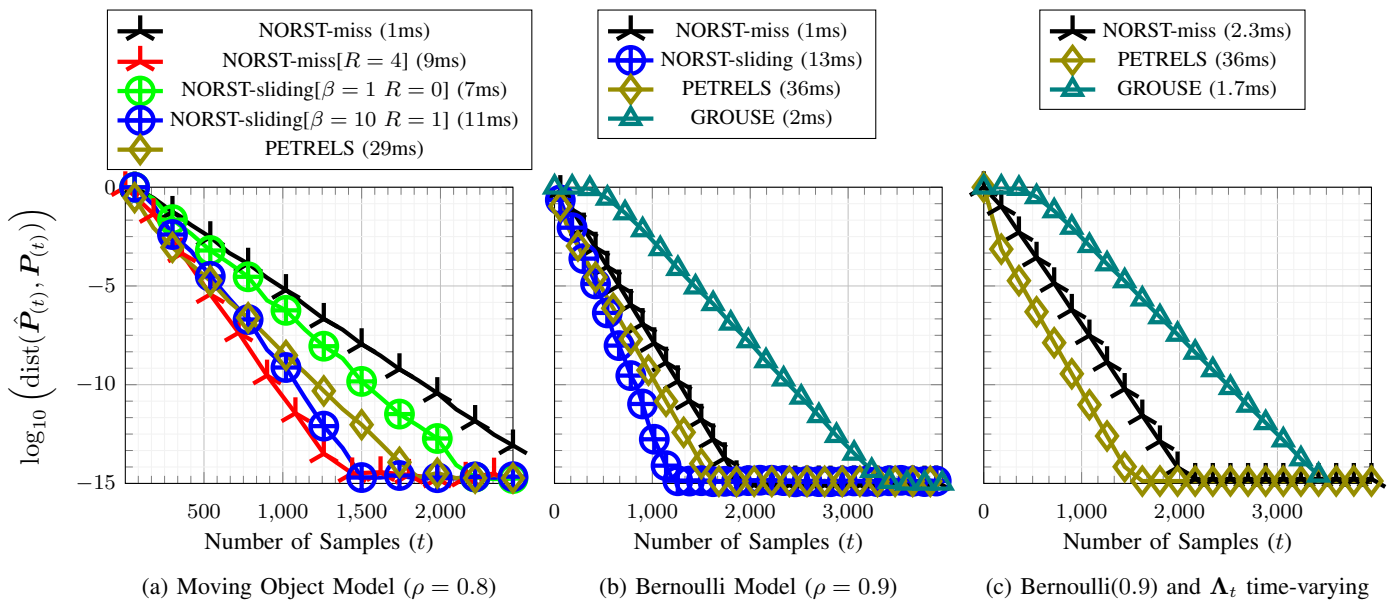 NORST-miss (1ms)
NORST-miss[R = 4] (9ms)
NORST-sliding[β = 1 R = 0] (7ms)
NORST-sliding[β = 10 R = 1] (11ms)
PETRELS (29ms)
NORST-miss (1ms)
NORST-sliding (13ms)
PETRELS (36ms)
GROUSE (2ms)
NORST-miss (2.3ms)
PETRELS (36ms)
GROUSE (1.7ms)
log₁₀ (dist(P̂₍ₜ₎, P₍ₜ₎))
0
−5
−10
−15
500 1,000 1,500 2,000
Number of Samples (t)
(a) Moving Object Model (ρ = 0.8)
0 1,000 2,000 3,000
Number of Samples (t)
(b) Bernoulli Model (ρ = 0.9)
0 1,000 2,000 3,000
Number of Samples (t)
(c) Bernoulli(0.9) and Λₜ time-varying